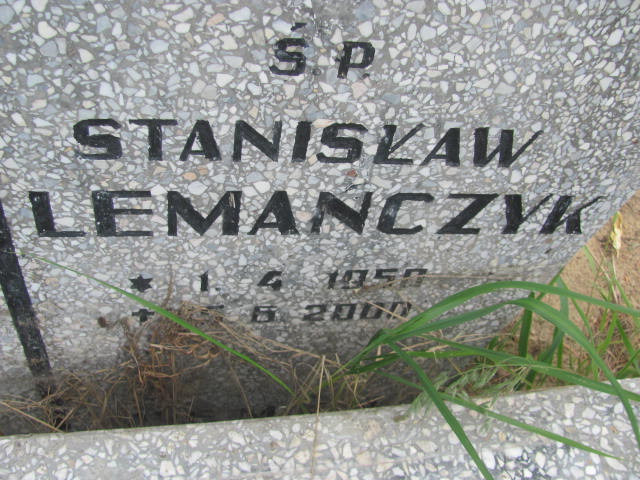 Ś.P.
STANISŁAW
LEMAŃCZYK
* 1. 4. 1950
+ 6. 2000